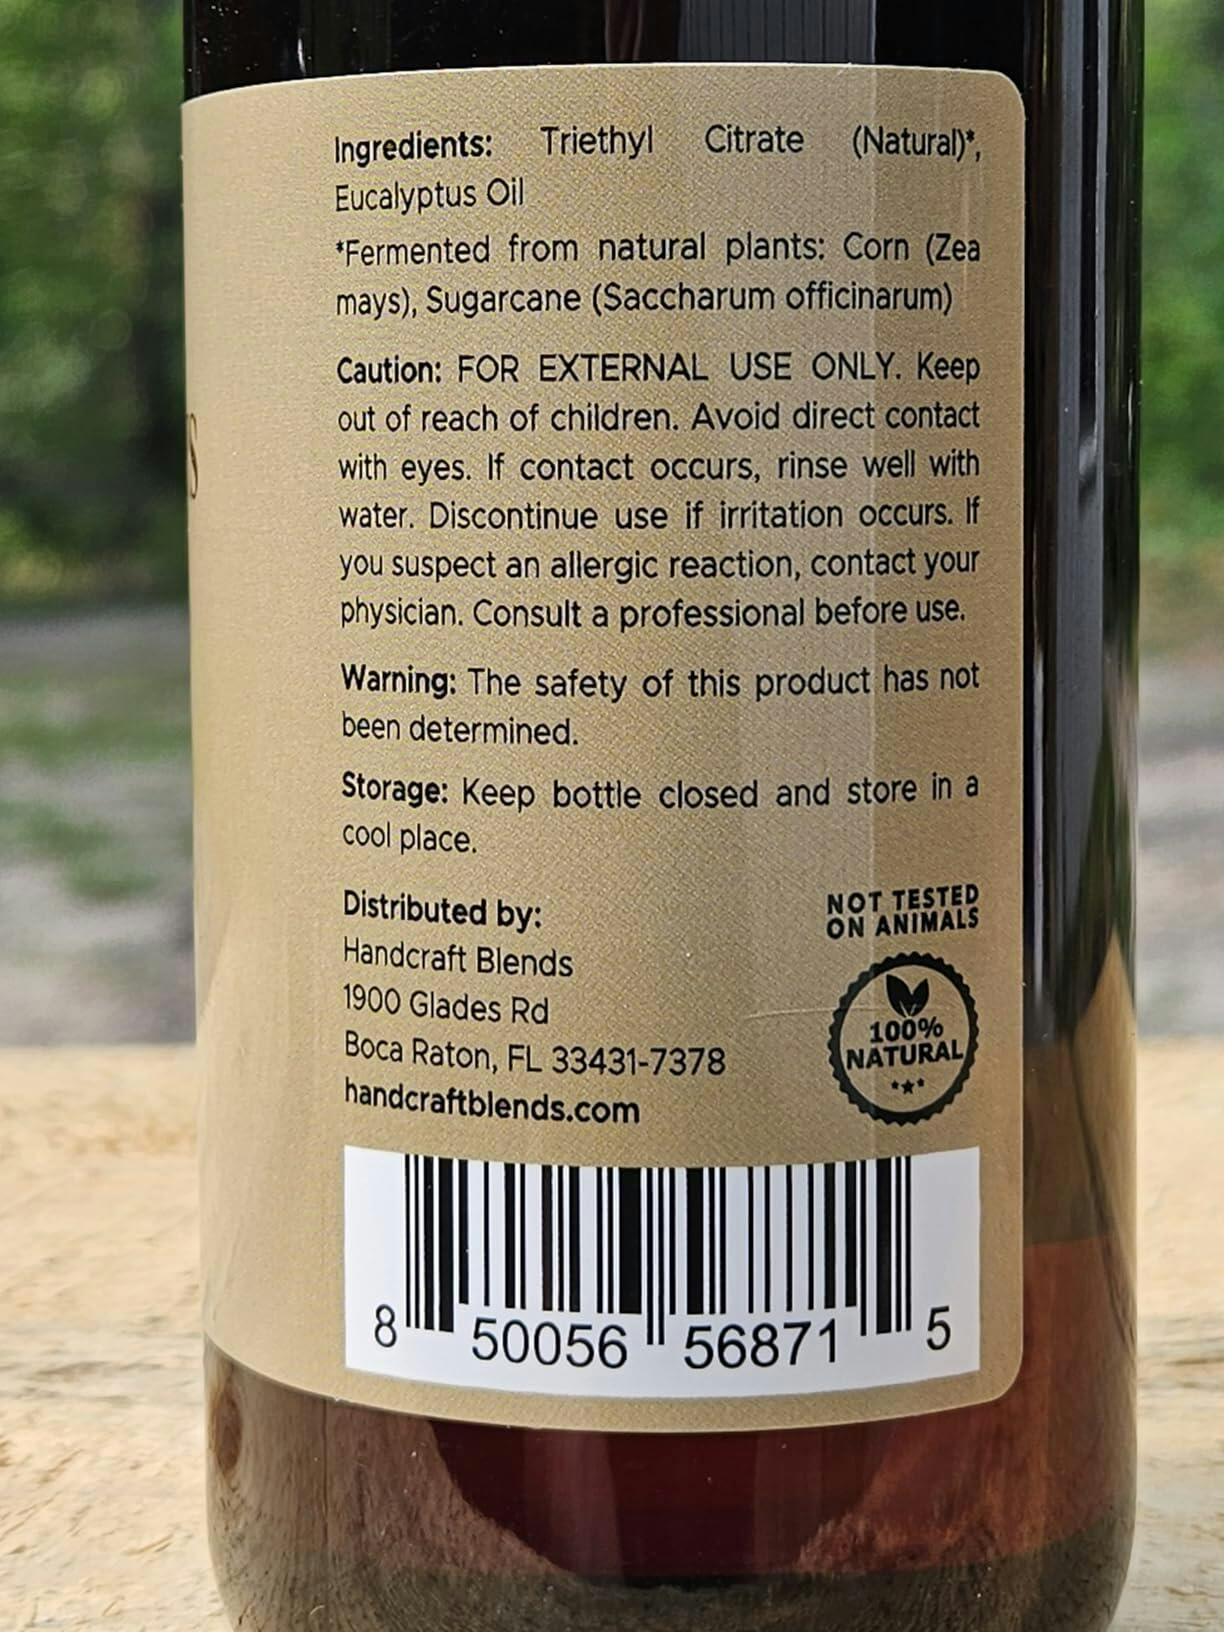 Ingredients: Triethyl Citrate (Natural)*,
Eucalyptus Oil
*Fermented from natural plants: Corn (Zea
mays), Sugarcane (Saccharum officinarum)
Caution: FOR EXTERNAL USE ONLY. Keep
out of reach of children. Avoid direct contact
with eyes. If contact occurs, rinse well with
water. Discontinue use if irritation occurs. If
you suspect an allergic reaction, contact your
physician. Consult a professional before use.
Warning: The safety of this product has not
been determined.
Storage: Keep bottle closed and store in a
cool place.
Distributed by:
Handcraft Blends
1900 Glades Rd
Boca Raton, FL 33431-7378
handcraftblends.com
NOT TESTED
ON ANIMALS
100%
NATURAL
8 50056 56871 5